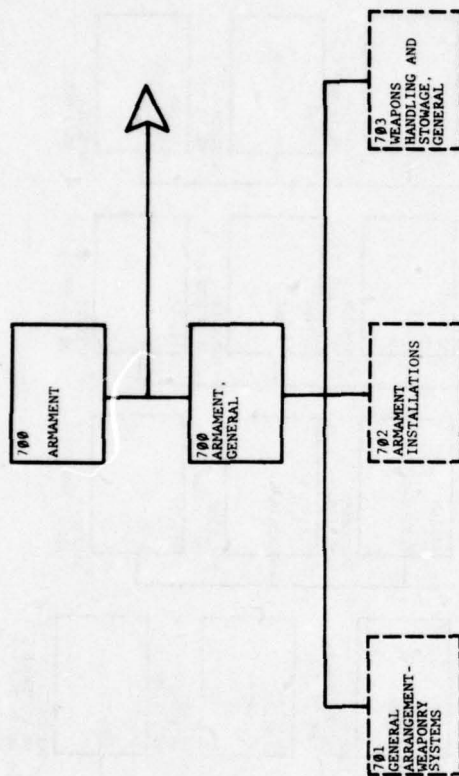 700
ARMAMENT
700
ARMAMENT,
GENERAL
701
GENERAL
ARRANGEMENT-
WEAPONRY
SYSTEMS
702
ARMAMENT
INSTALLATIONS
703
WEAPONS
HANDLING AND
STOWAGE,
GENERAL